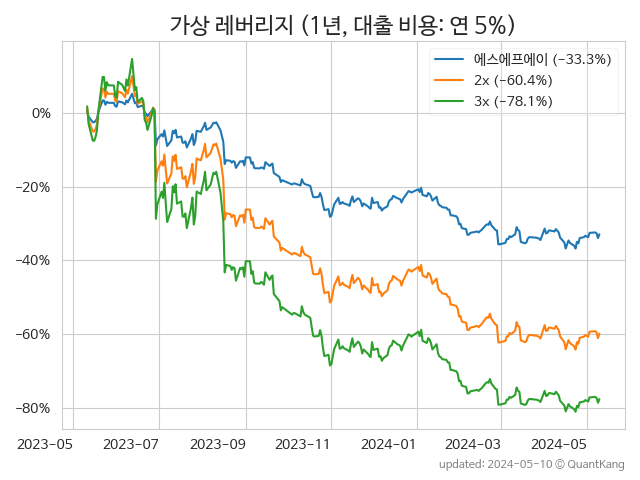 가상 레버리지 (1년, 대출 비용: 연 5%)
에스에프에이 (−33.3%)
2x (−60.4%)
3x (−78.1%)
0%
−20%
−40%
−60%
−80%
2023−05 2023−07 2023−09 2023−11 2024−01 2024−03 2024−05
updated: 2024−05−10 © QuantKang